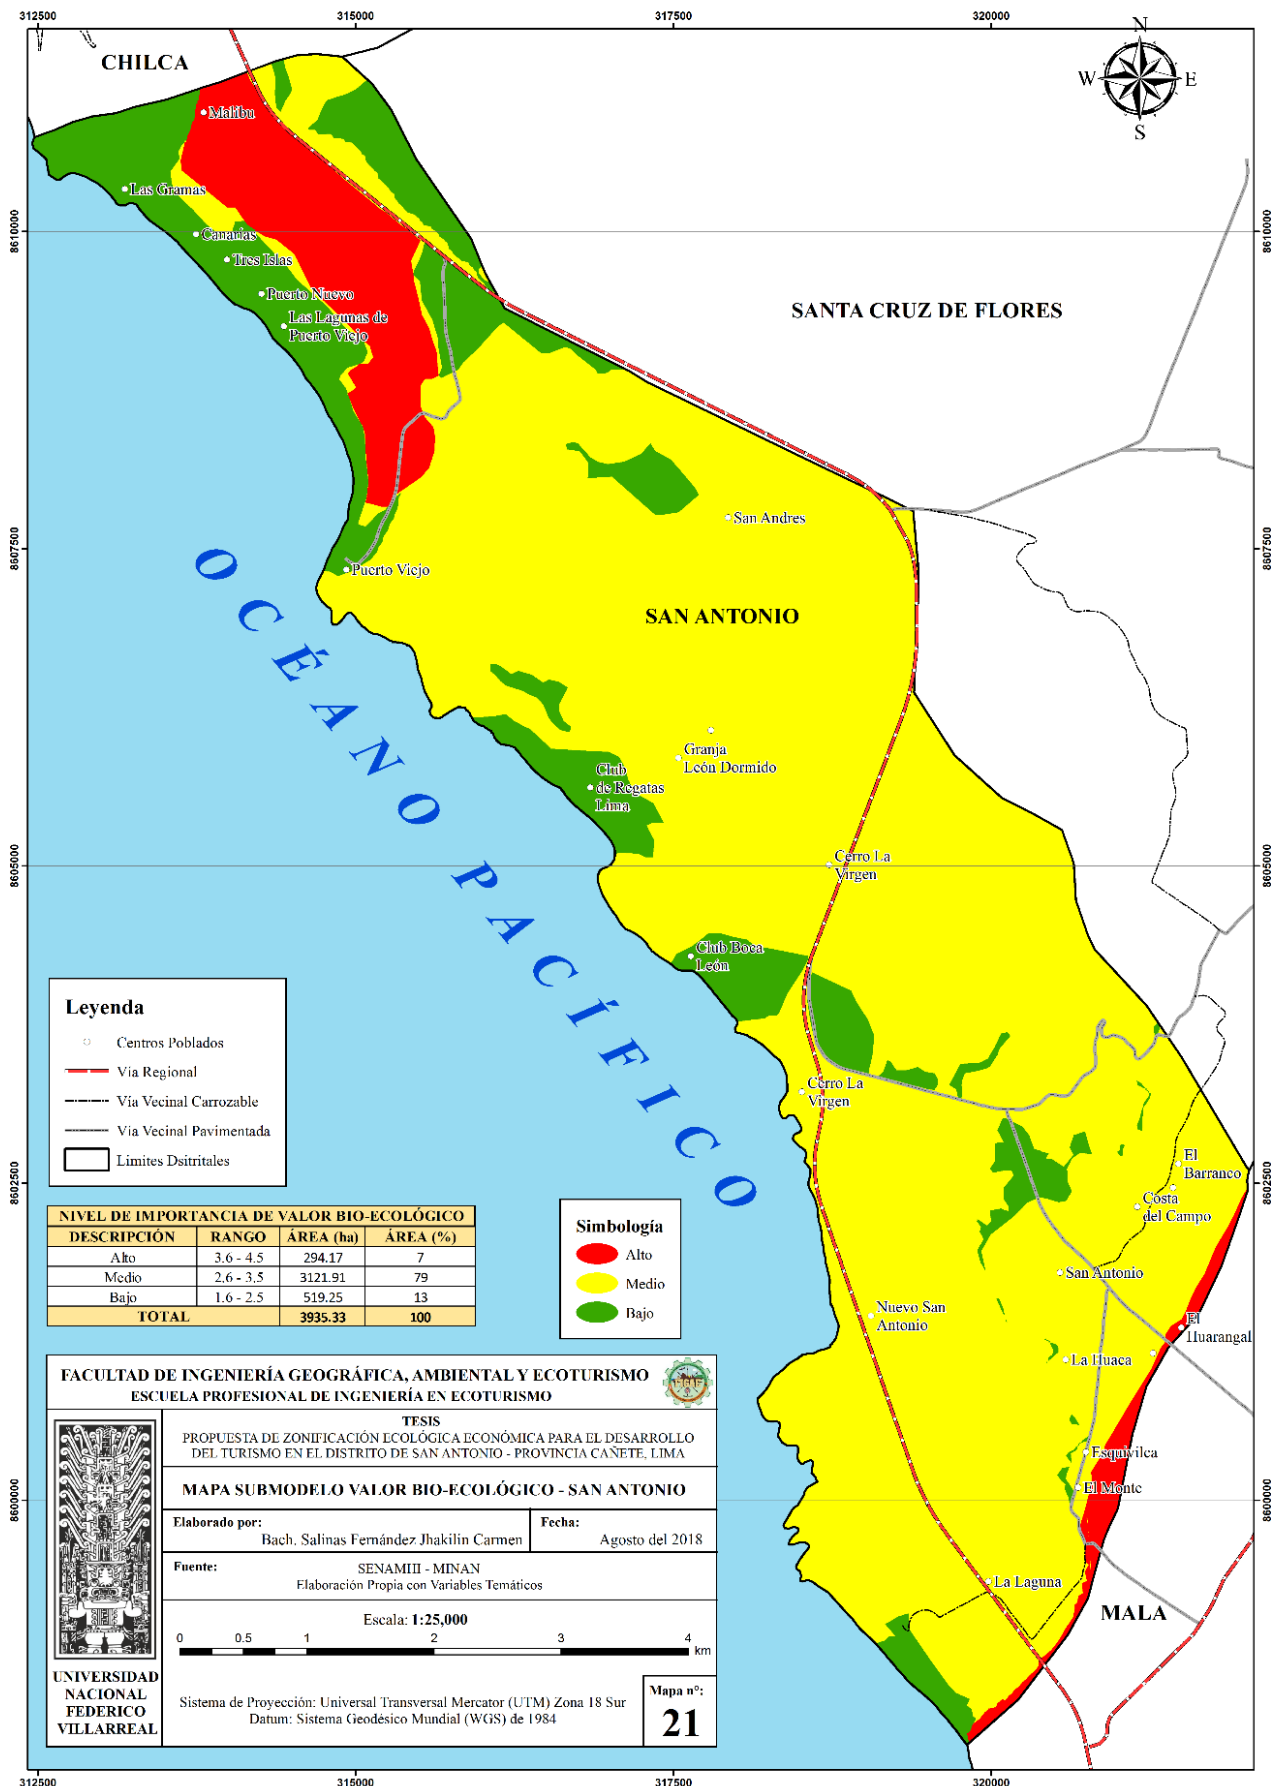 312500
315000
317500
320000
N
W
E
S
CHILCA
Malibu
Las Gramas
Canarias
Tres Islas
Puerto Nuevo
Las Lagunas de
Puerto Viejo
8610000
8610000
SANTA CRUZ DE FLORES
San Andres
8607500
8607500
Puerto Viejo
SAN ANTONIO
OCÉANO PACÍFICO
Granja
León Dormido
Club
de Regatas
Lima
8605000
8605000
Cerro La
Virgen
Club Boca
León
Cerro La
Virgen
El
Barranco
Costa
del Campo
8602500
8602500
San Antonio
Nuevo San
Antonio
El
Huarangal
La Huaca
Esquivilca
El Monte
8600000
8600000
La Laguna
MALA
Leyenda
Centros Poblados
Via Regional
Vía Vecinal Carrozable
Via Vecinal Pavimentada
Limites Dsitritales
NIVEL DE IMPORTANCIA DE VALOR BIO-ECOLÓGICO
DESCRIPCIÓN RANGO ÁREA (ha) ÁREA (%)
Alto 3.6 - 4.5 294.17 7
Medio 2.6 - 3.5 3121.91 79
Bajo 1.6 - 2.5 519.25 13
TOTAL 3935.33 100
Simbología
Alto
Medio
Bajo
FACULTAD DE INGENIERÍA GEOGRÁFICA, AMBIENTAL Y ECOTURISMO
ESCUELA PROFESIONAL DE INGENIERÍA EN ECOTURISMO
TESIS
PROPUESTA DE ZONIFICACIÓN ECOLÓGICA ECONÓMICA PARA EL DESARROLLO
DEL TURISMO EN EL DISTRITO DE SAN ANTONIO - PROVINCIA CAÑETE, LIMA
MAPA SUBMODELO VALOR BIO-ECOLÓGICO - SAN ANTONIO
Elaborado por:
Bach. Salinas Fernández Jhakilin Carmen
Fecha:
Agosto del 2018
Fuente:
SENAMHI - MINAN
Elaboración Propia con Variables Temáticos
Escala: 1:25,000
0 0.5 1 2 3 4
km
UNIVERSIDAD
NACIONAL
FEDERICO
VILLARREAL
Sistema de Proyección: Universal Transversal Mercator (UTM) Zona 18 Sur
Datum: Sistema Geodésico Mundial (WGS) de 1984
Mapa n°:
21
312500
315000
317500
320000